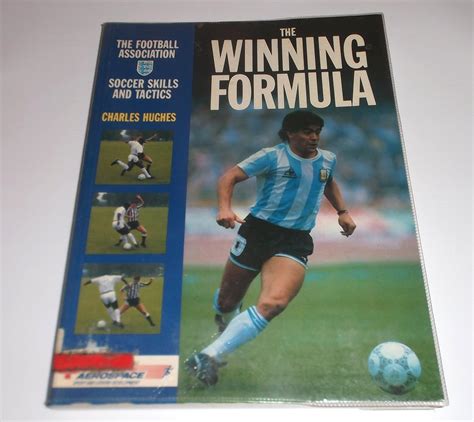 THE FOOTBALL
ASSOCIATION
SOCCER SKILLS
AND TACTICS
CHARLES HUGHES
THE
WINNING
FORMULA
AEROSPACE